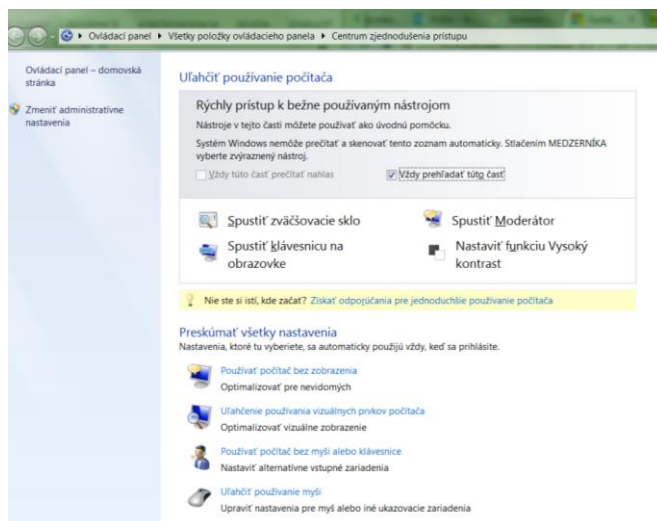 Ovládací panel ▸ Všetky položky ovládacieho panela ▸ Centrum zjednodušenia prístupu
Ovládací panel – domovská
stránka
Zmeniť administratívne
nastavenia
Uľahčiť používanie počítača
Rýchly prístup k bežne používaným nástrojom
Nástroje v tejto časti môžete používať ako úvodnú pomôcku.
Systém Windows nemôže prečítať a skenovať tento zoznam automaticky. Stlačením MEDZERNÍKA
vyberte zvýraznený nástroj.
Vždy túto časť prečítať nahlas
Vždy prehľadať túto časť
Spustiť zväčšovacie sklo
Spustiť Moderátor
Spustiť klávesnicu na
obrazovke
Nastaviť funkciu Vysoký
kontrast
Nie ste si istí, kde začať? Získať odporúčania pre jednoduchšie používanie počítača
Preskúmať všetky nastavenia
Nastavenia, ktoré tu vyberiete, sa automaticky použijú vždy, keď sa prihlásite.
Používať počítač bez zobrazenia
Optimalizovať pre nevidomých
Uľahčenie používania vizuálnych prvkov počítača
Optimalizovať vizuálne zobrazenie
Používať počítač bez myši alebo klávesnice
Nastaviť alternatívne vstupné zariadenia
Uľahčiť používanie myši
Upraviť nastavenia pre myš alebo iné ukazovacie zariadenia